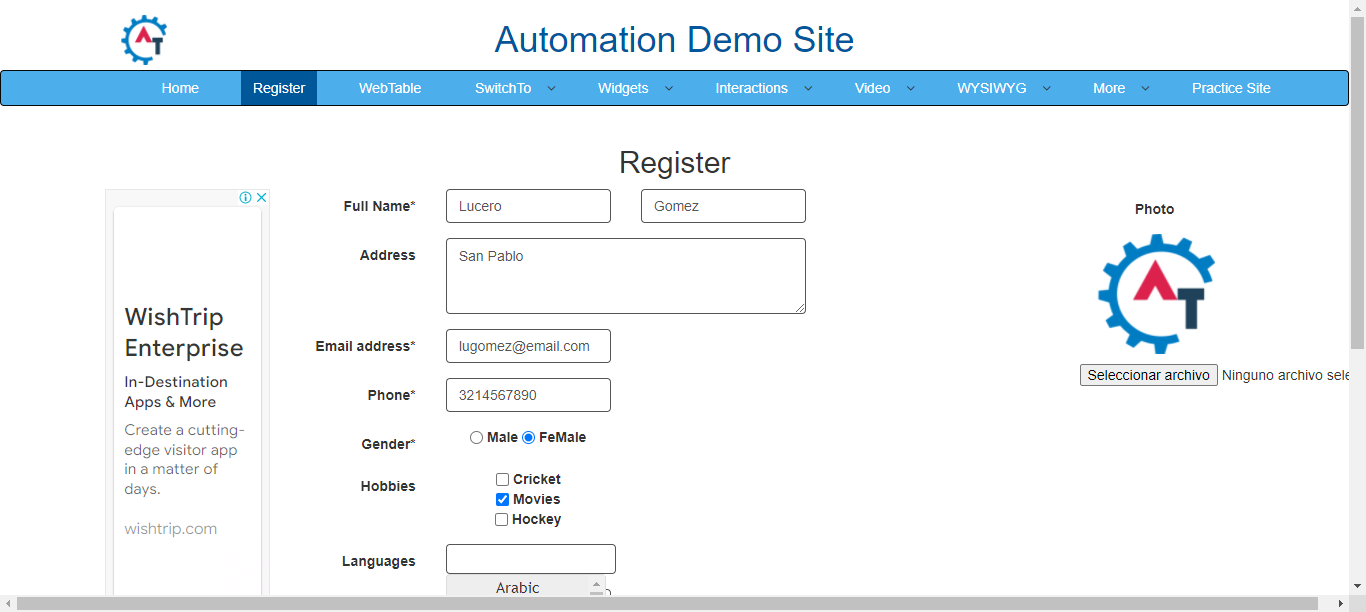 AT
Automation Demo Site
Home Register WebTable SwitchTo Widgets Interactions Video WYSIWYG More Practice Site
Register
WishTrip
Enterprise
In-Destination
Apps & More
Create a cutting-
edge visitor app
in a matter of
days.
wishtrip.com
Full Name* Lucero Gomez
Address San Pablo
Email address* lugomez@email.com
Phone* 3214567890
Gender* Male FeMale
Hobbies Cricket
Movies
Hockey
Languages
Arabic
Photo
AT
Seleccionar archivo Ninguno archivo sele